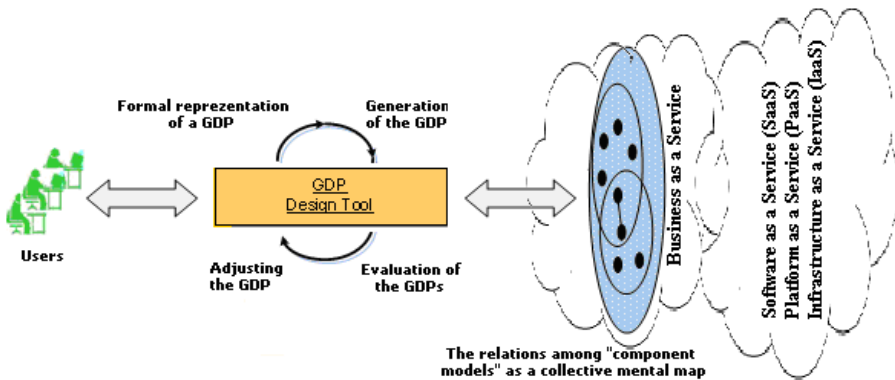 Formal reprezentation
of a GDP
Generation
of the GDP
GDP
Design Tool
Users
Adjusting
the GDP
Evaluation of
the GDPs
Business as a Service
Software as a Service (SaaS)
Platform as a Service (PaaS)
Infrastructure as a Service (IaaS)
The relations among "component
models" as a collective mental map